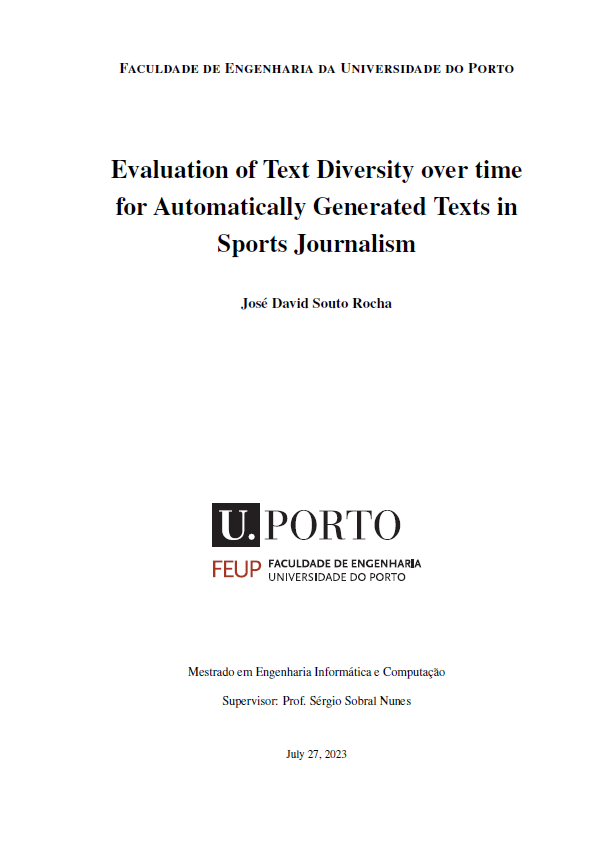 FACULDADE DE ENGENHARIA DA UNIVERSIDADE DO PORTO
Evaluation of Text Diversity over time
for Automatically Generated Texts in
Sports Journalism
José David Souto Rocha
U. PORTO
FEUP FACULDADE DE ENGENHARIA
UNIVERSIDADE DO PORTO
Mestrado em Engenharia Informática e Computação
Supervisor: Prof. Sérgio Sobral Nunes
July 27, 2023